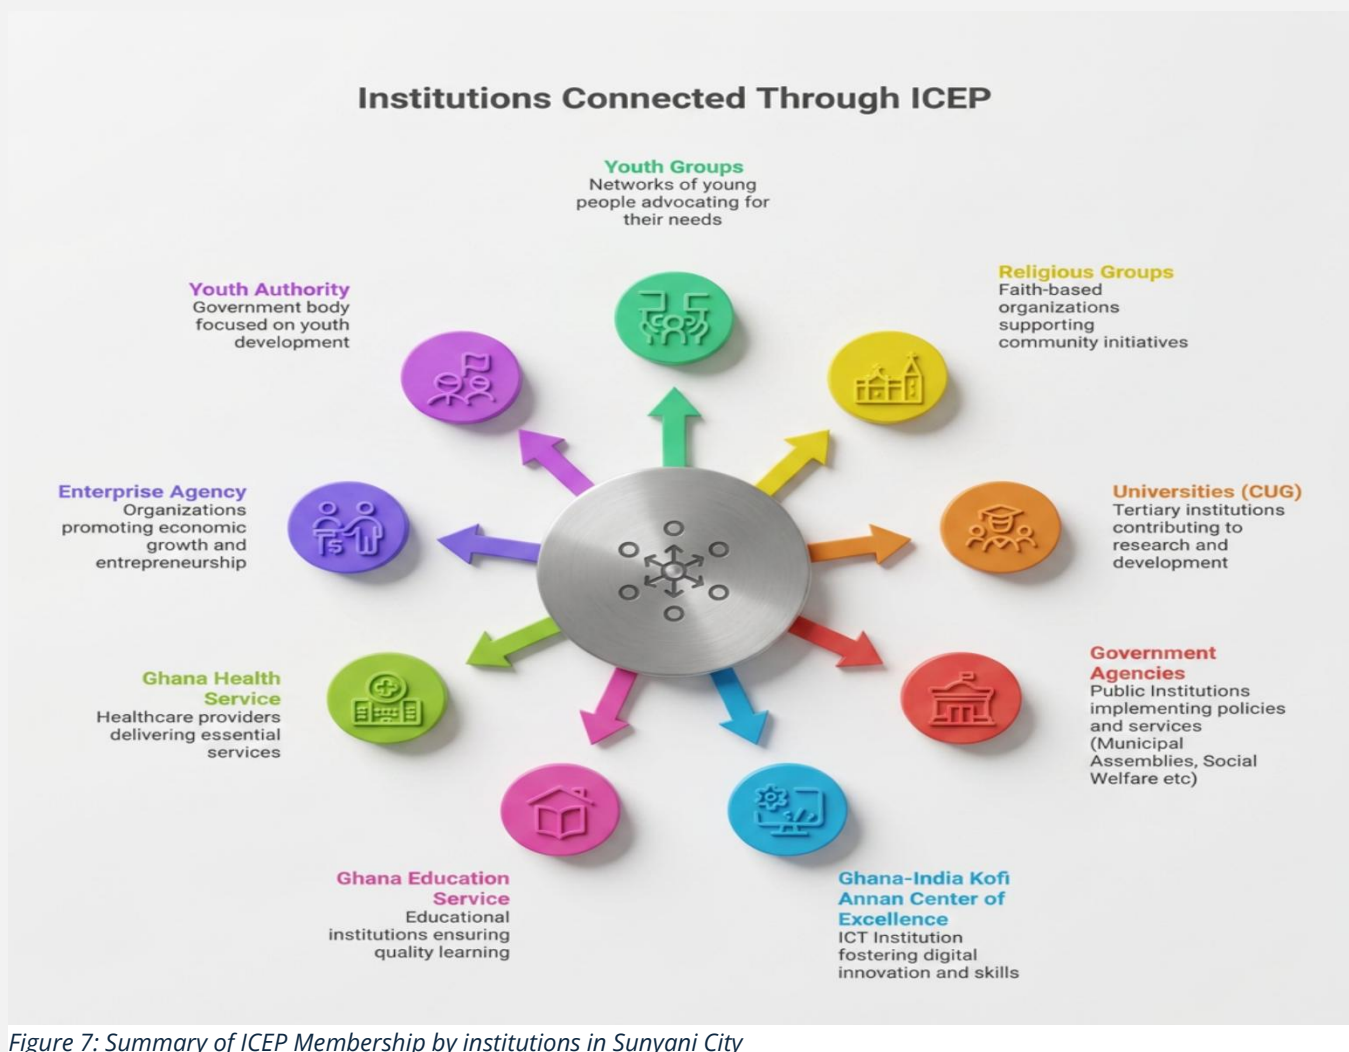 Institutions Connected Through ICEP
Youth Groups
Networks of young
people advocating for
their needs
Religious Groups
Faith-based
organizations
supporting
community initiatives
Universities (CUG)
Tertiary institutions
contributing to
research and
development
Government
Agencies
Public Institutions
implementing policies
and services
(Municipal
Assemblies, Social
Welfare etc)
Ghana-India Kofi
Annan Center of
Excellence
ICT Institution
fostering digital
innovation and skills
Ghana Education
Service
Educational
institutions ensuring
quality learning
Ghana Health
Service
Healthcare providers
delivering essential
services
Enterprise Agency
Organizations
promoting economic
growth and
entrepreneurship
Youth Authority
Government body
focused on youth
development
Figure 7: Summary of ICEP Membership by institutions in Sunyani City